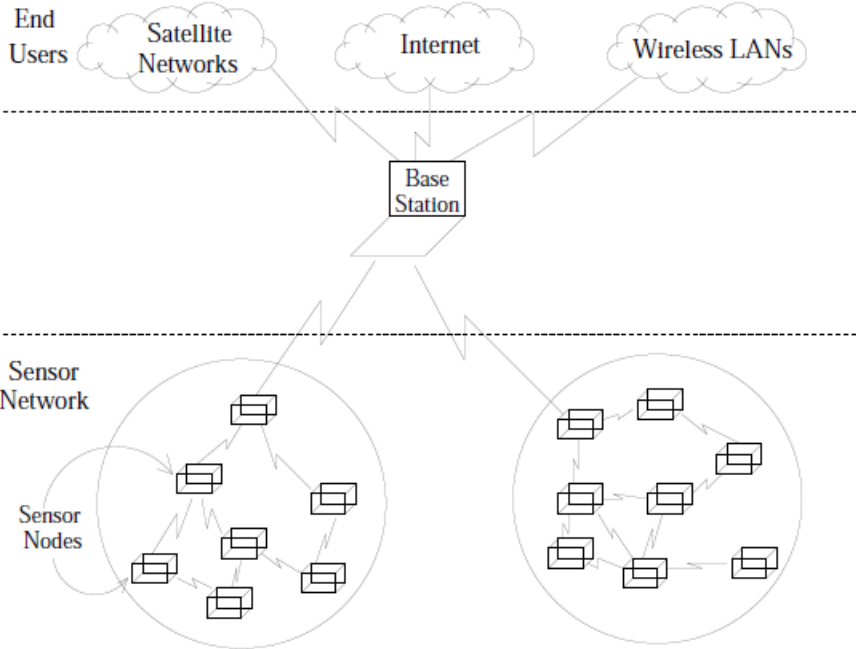 End
Users
Satellite
Networks
Internet
Wireless LANs
Base
Station
Sensor
Network
Sensor
Nodes